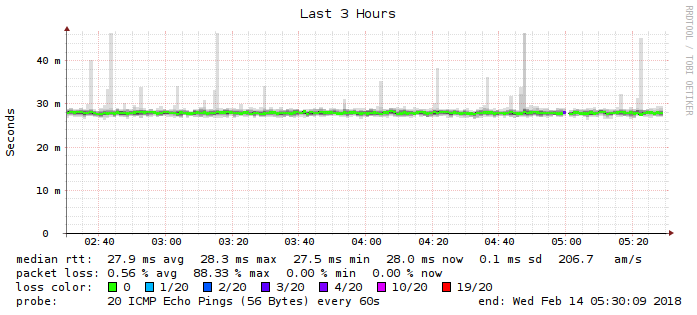 Last 3 Hours
RRDTOOL / TOBI OETIKER
Seconds
40 m
30 m
20 m
10 m
0
02:40 03:00 03:20 03:40 04:00 04:20 04:40 05:00 05:20
median rtt: 27.9 ms avg 28.3 ms max 27.5 ms min 28.0 ms now 0.1 ms sd 206.7 am/s
packet loss: 0.56 % avg 88.33 % max 0.00 % min 0.00 % now
loss color: 0 1/20 2/20 3/20 4/20 10/20 19/20
probe: 20 ICMP Echo Pings (56 Bytes) every 60s end: Wed Feb 14 05:30:09 2018